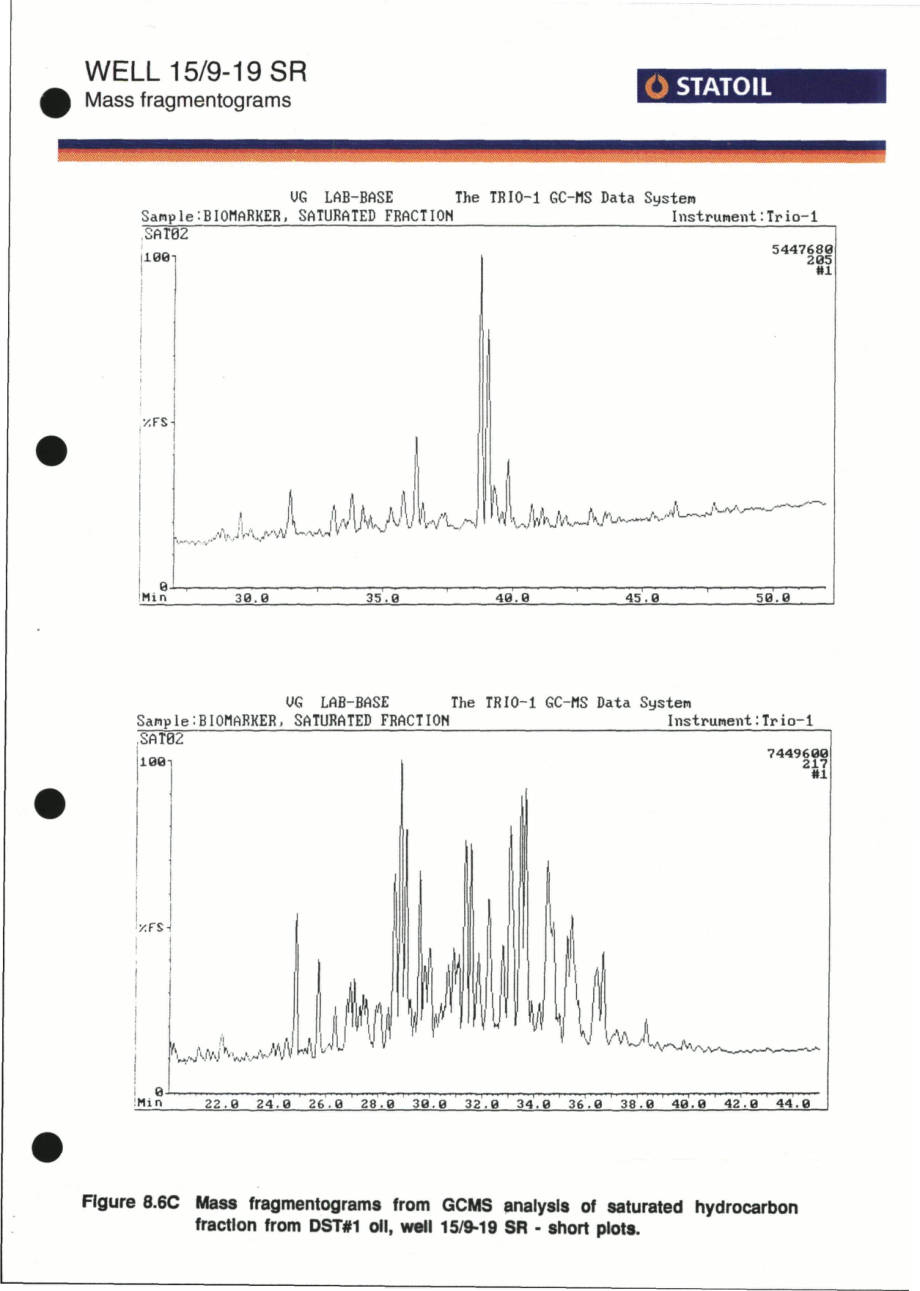 WELL 15/9-19 SR
Mass fragmentograms
STATOIL
VG LAB-BASE The TRIO-1 GC-MS Data System
Sample:BIOMARKER, SATURATED FRACTION Instrument:Trio-1
SAT02
100
5447680
205
#1
%FS
0
Min 30.0 35.0 40.0 45.0 50.0
VG LAB-BASE The TRIO-1 GC-MS Data System
Sample:BIOMARKER, SATURATED FRACTION Instrument:Trio-1
SAT02
100
7449600
217
#1
%FS
0
Min 22.0 24.0 26.0 28.0 30.0 32.0 34.0 36.0 38.0 40.0 42.0 44.0
Figure 8.6C Mass fragmentograms from GCMS analysis of saturated hydrocarbon
fraction from DST#1 oil, well 15/9-19 SR - short plots.